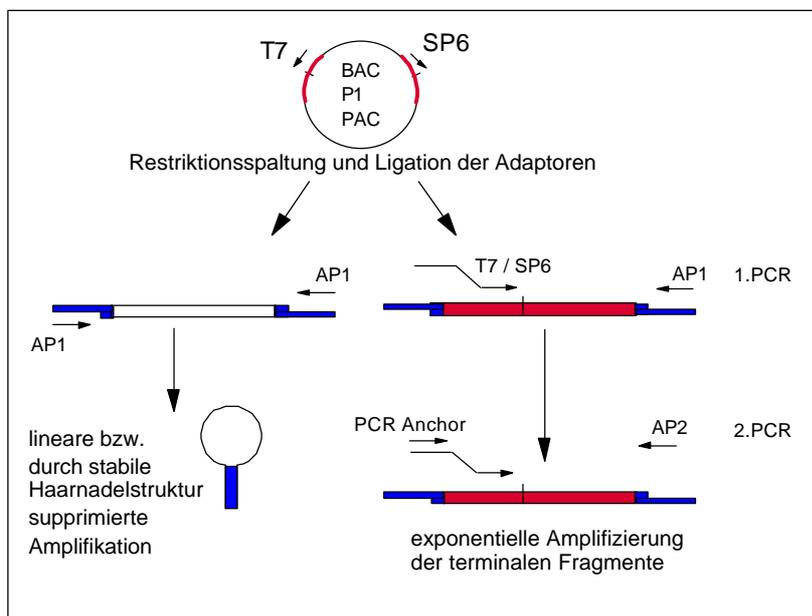 T7
SP6
BAC
P1
PAC
Restriktionsspaltung und Ligation der Adaptoren
AP1
AP1
T7 / SP6
AP1
1.PCR
lineare bzw.
durch stabile
Haarnadelstruktur
supprimierte
Amplifikation
PCR Anchor
AP2
2.PCR
exponentielle Amplifizierung
der terminalen Fragmente